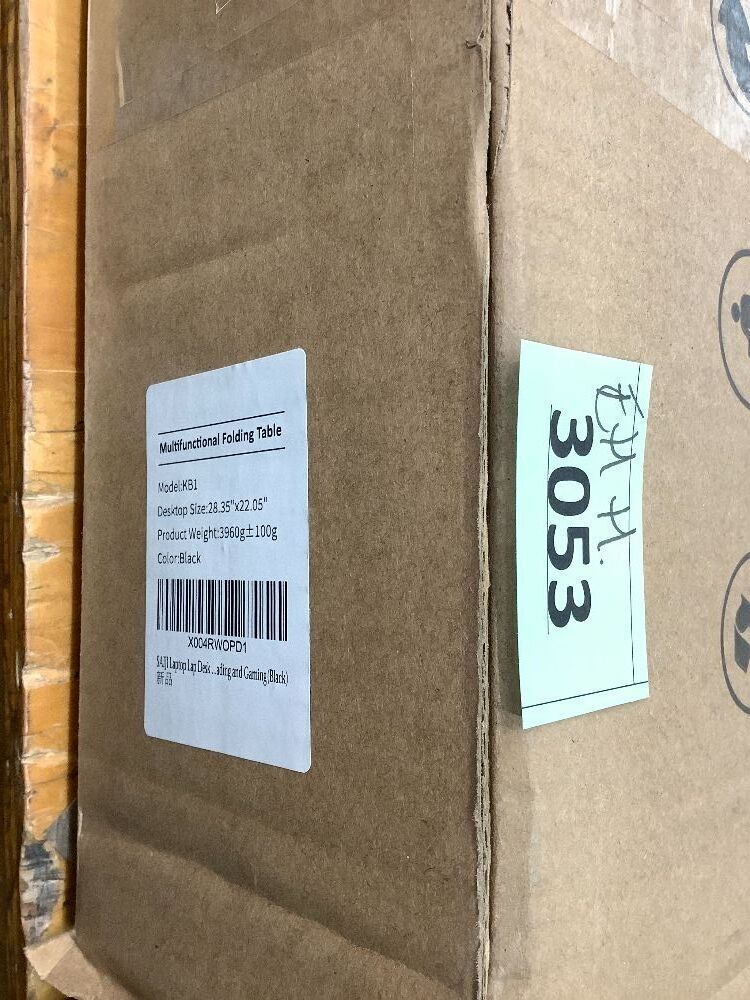 Multifunctional Folding Table
Model:KB1
Desktop Size:28.35"x22.05"
Product Weight:3960g±100g
Color:Black
X004RWOPD1
SAIJI Laptop Lap Desk ...ading and Gaming (Black)
新品
3053